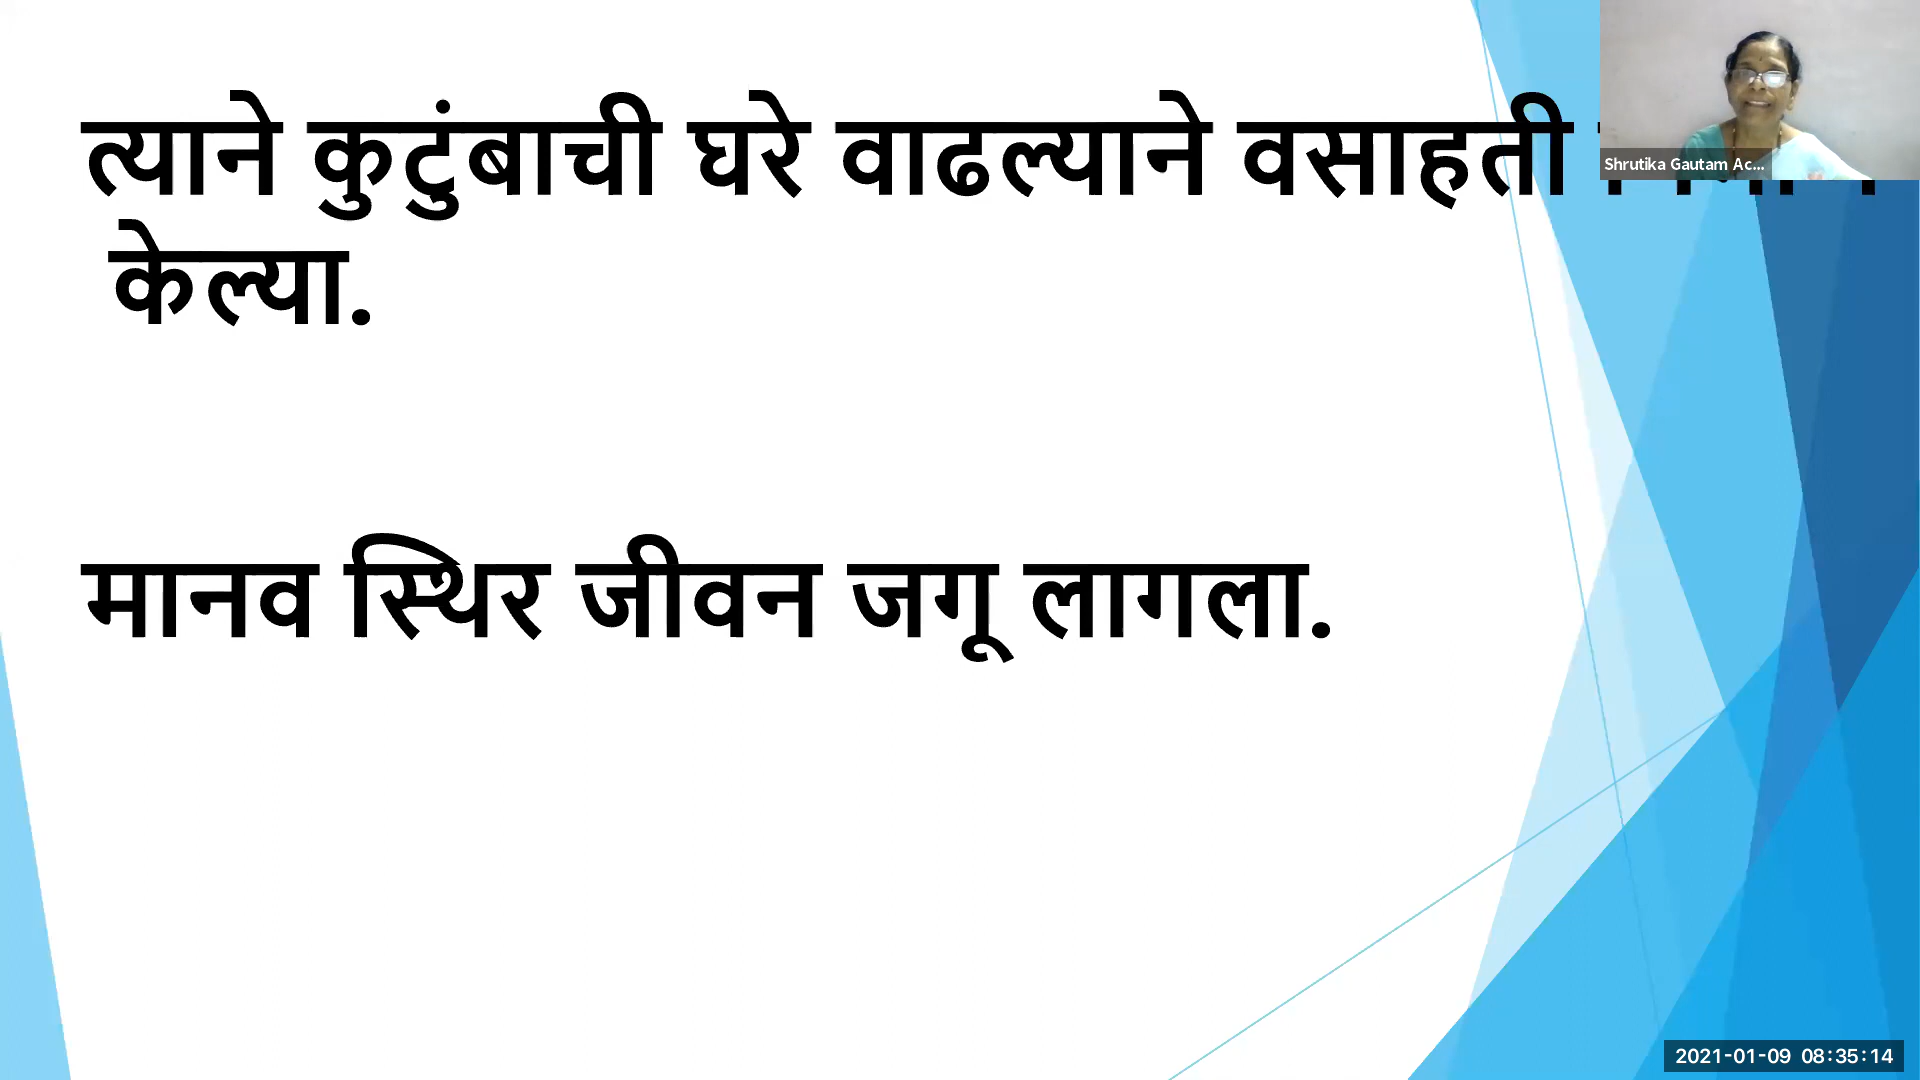 त्याने कुटुंबाची घरे वाढल्याने वसाहती
केल्या.
मानव स्थिर जीवन जगू लागला.
Shrutika Gautam Ac...
2021-01-09 08:35:14